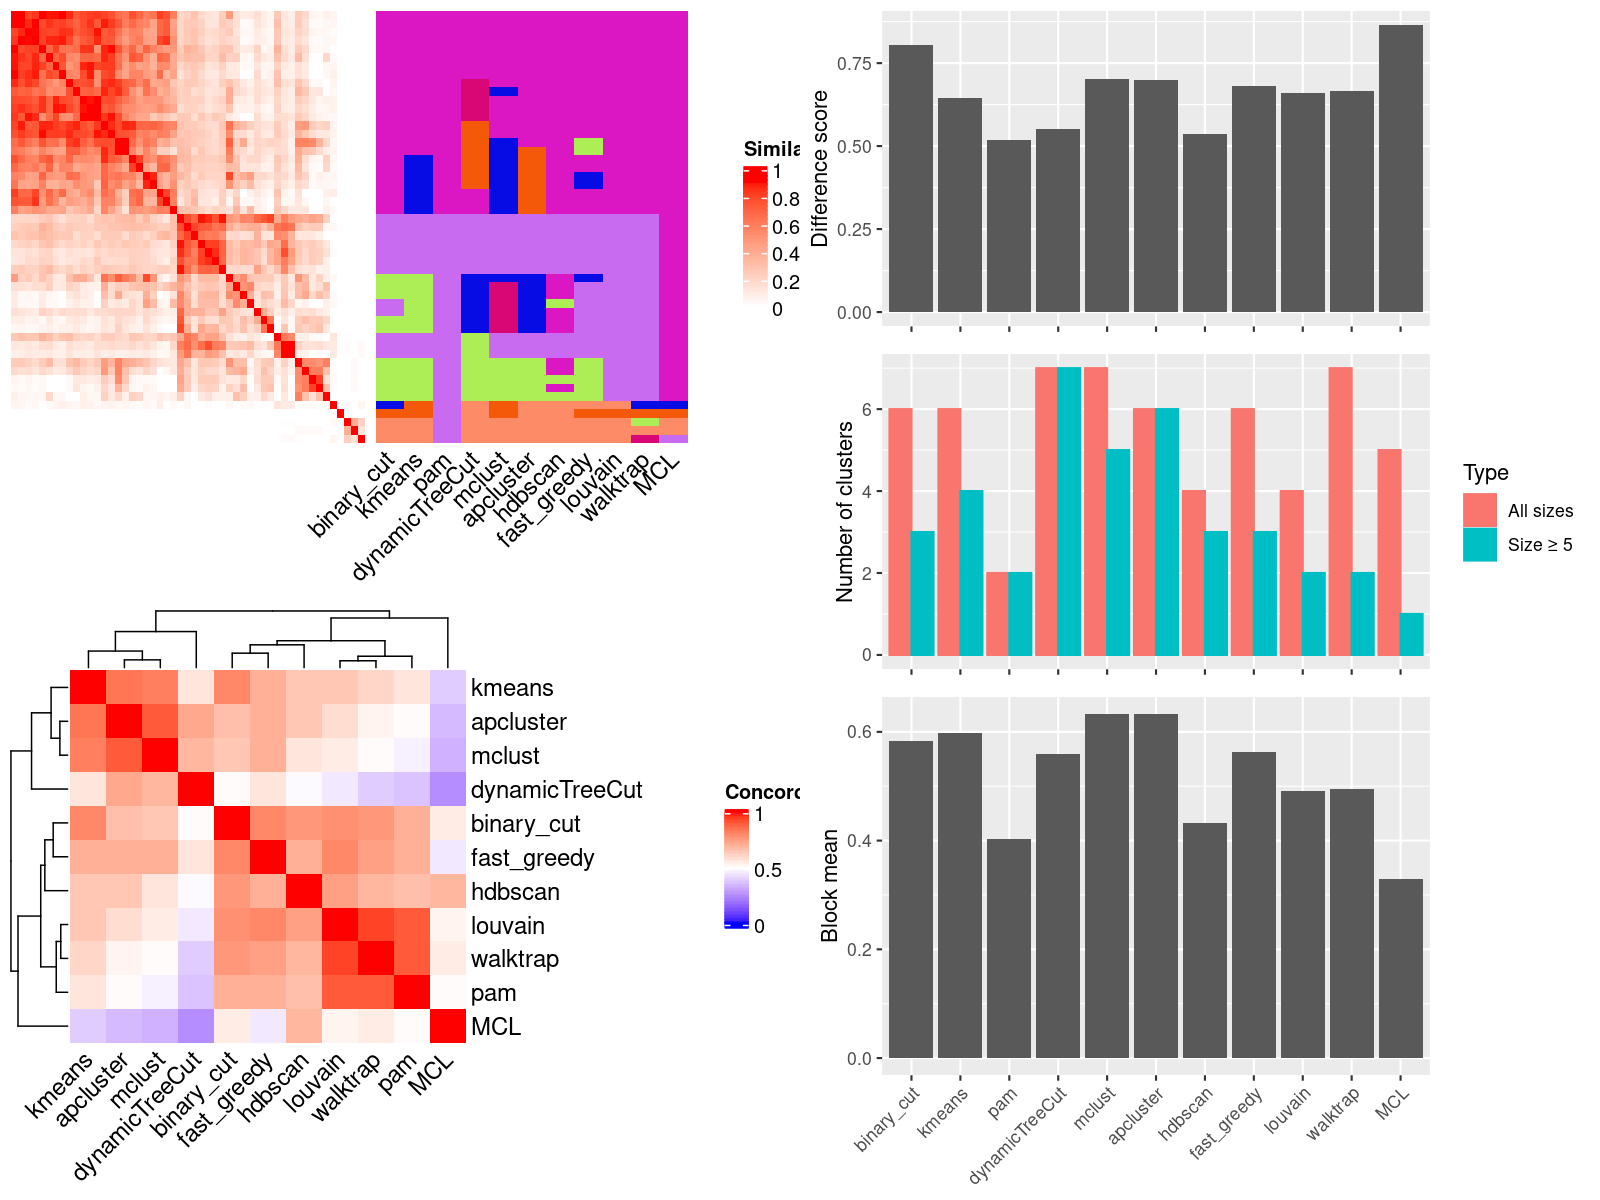 Simila
1
0.8
0.6
0.4
0.2
0
binary_cut
kmeans
pam
dynamicTreeCut
mclust
apcluster
hdbscan
fast_greedy
louvain
walktrap
MCL
kmeans
apcluster
mclust
dynamicTreeCut
binary_cut
fast_greedy
hdbscan
louvain
walktrap
pam
MCL
Concord
1
0.5
0
kmeans
apcluster
mclust
dynamicTreeCut
binary_cut
fast_greedy
hdbscan
louvain
walktrap
pam
MCL
Difference score
0.75
0.50
0.25
0.00
Number of clusters
6
4
2
0
Type
All sizes
Size ≥ 5
Block mean
0.6
0.4
0.2
0.0
binary_cut
kmeans
pam
dynamicTreeCut
mclust
apcluster
hdbscan
fast_greedy
louvain
walktrap
MCL